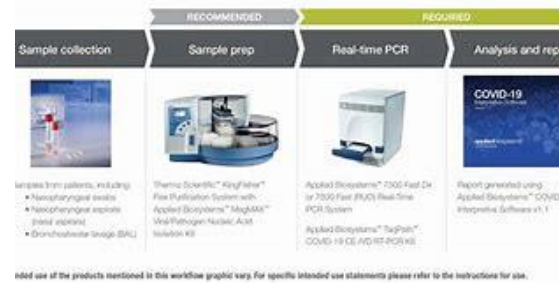 RECOMMENDED
REQUIRED
Sample collection
Sample prep
Real-time PCR
Analysis and rep
COVID-19
Interpretive Software
applied biosystems
samples from patients, including:
• Nasopharyngeal swabs
• Nasopharyngeal aspirate
(nasal aspirate)
• Bronchoalveolar lavage (BAL)
Thermo Scientific™ KingFisher™
Flex Purification System with
Applied Biosystems™ MagMAX™
Viral/Pathogen Nucleic Acid
Isolation Kit
Applied Biosystems™ 7500 Fast Dx
or 7500 Fast (RUO) Real-Time
PCR System
Applied Biosystems™ TaqPath™
COVID-19 CE-IVD RT-PCR Kit
Report generated using
Applied Biosystems™ COVID
Interpretive Software v1.1
nded use of the products mentioned in this workflow graphic vary. For specific intended use statements please refer to the instructions for use.